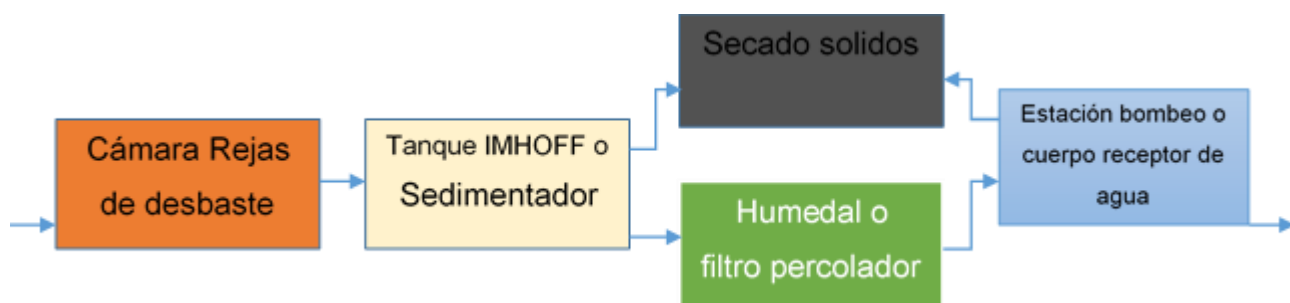 Cámara Rejas
de desbaste
Tanque IMHOFF o
Sedimentador
Secado solidos
Humedal o
filtro percolador
Estación bombeo o
cuerpo receptor de
agua